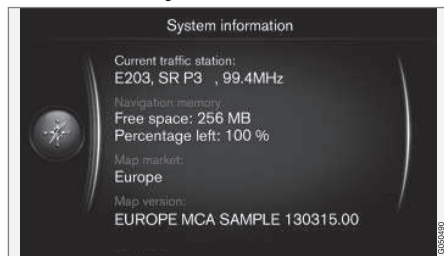 System information
Current traffic station:
E203, SR P3 , 99.4MHz
Navigation memory
Free space: 256 MB
Percentage left: 100 %
Map market:
Europe
Map version:
EUROPE MCA SAMPLE 130315.00
G050490